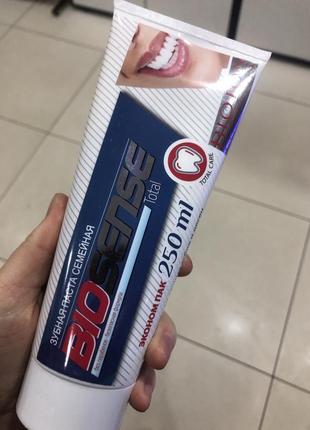 ЗУБНАЯ ПАСТА СЕМЕЙНАЯ
BIOSENSE
Total
TOTAL CARE
ЭКОНОМ ПАК
250 ml